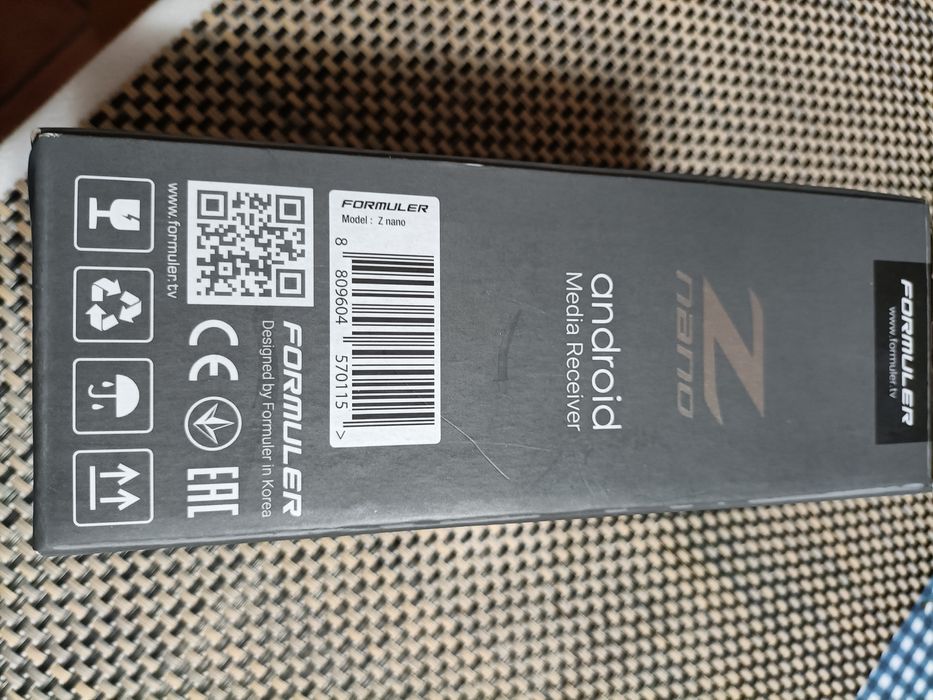 FORMULER
www.formuler.tv
Z
nano
android
Media Receiver
FORMULER
Model : Z nano
8 809604 570115 >
FORMULER
Designed by Formuler in Korea
CE
EAC
www.formuler.tv